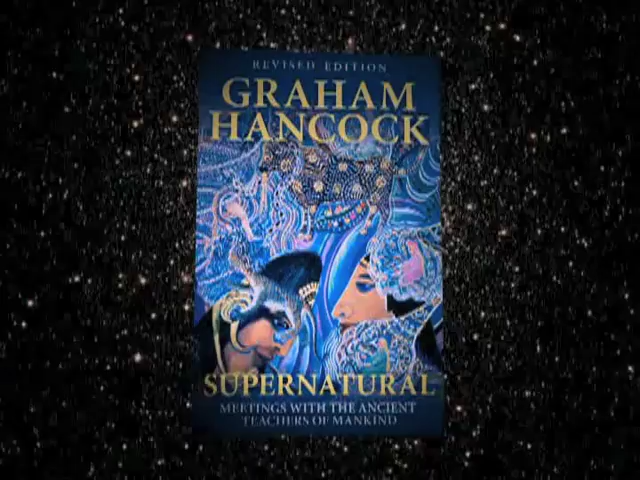 REVISED EDITION
GRAHAM
HANCOCK
SUPERNATURAL
MEETINGS WITH THE ANCIENT
TEACHERS OF MANKIND